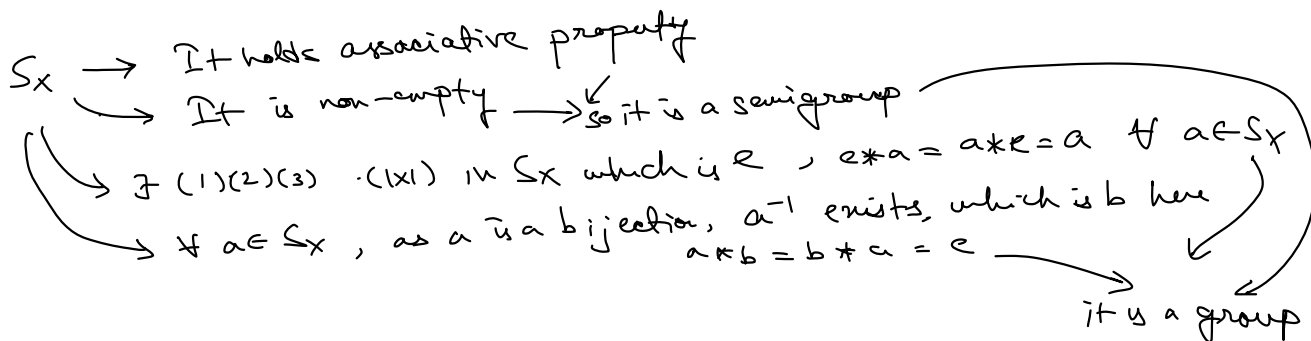 Sx → It holds associative property
→ It is non-empty → so it is a semigroup
→ ∃ (1)(2)(3) ·(|X|) in Sx which is e , e*a = a*e = a ∀ a∈Sx
→ ∀ a∈Sx , as a is a bijection, a⁻¹ exists, which is b here
a*b = b*a = e
it is a group